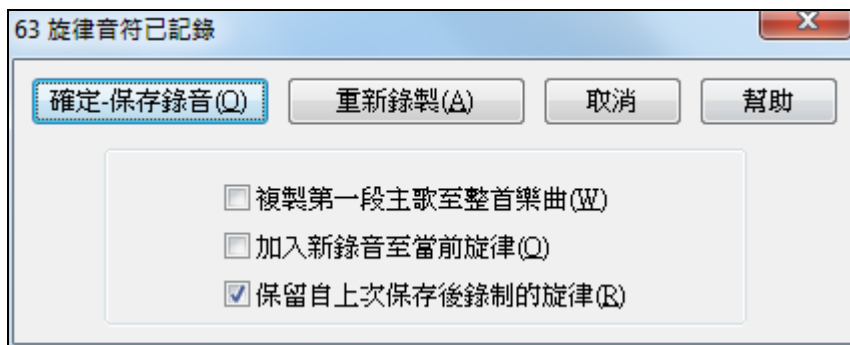 63 旋律音符已記錄
確定-保存錄音(O) 重新錄製(A) 取消 幫助
複製第一段主歌至整首樂曲(W)
加入新錄音至當前旋律(O)
保留自上次保存後錄制的旋律(R)